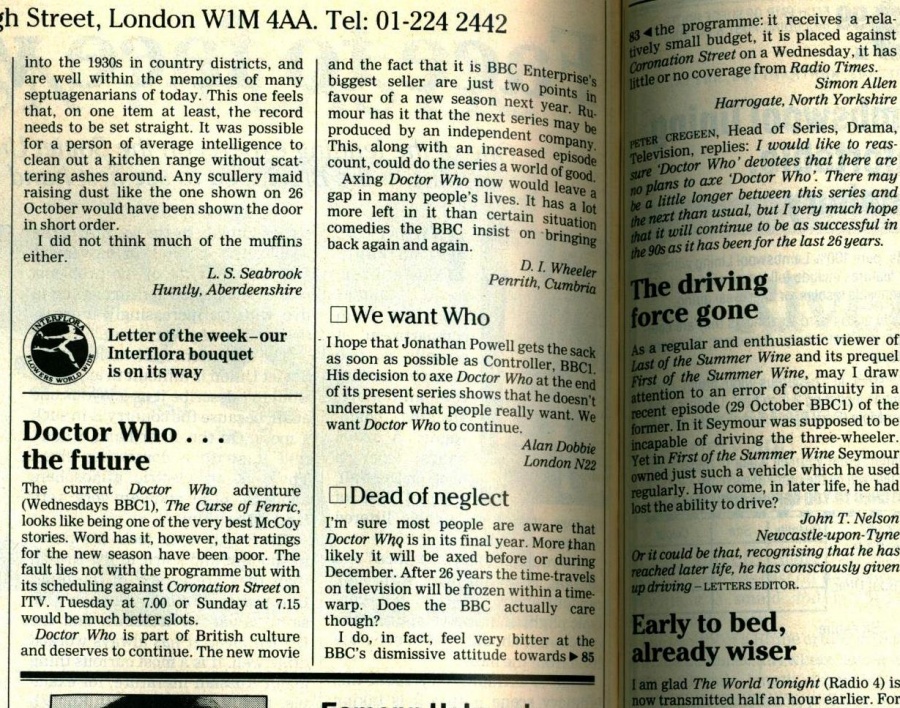 gh Street, London W1M 4AA. Tel: 01-224 2442
into the 1930s in country districts, and
are well within the memories of many
septuagenarians of today. This one feels
that, on one item at least, the record
needs to be set straight. It was possible
for a person of average intelligence to
clean out a kitchen range without scat-
tering ashes around. Any scullery maid
raising dust like the one shown on 26
October would have been shown the door
in short order.
I did not think much of the muffins
either.
L. S. Seabrook
Huntly, Aberdeenshire
INTERFLORA
FLOWERS WORLD WIDE
Letter of the week–our
Interflora bouquet
is on its way
Doctor Who . . .
the future
The current Doctor Who adventure
(Wednesdays BBC1), The Curse of Fenric,
looks like being one of the very best McCoy
stories. Word has it, however, that ratings
for the new season have been poor. The
fault lies not with the programme but with
its scheduling against Coronation Street on
ITV. Tuesday at 7.00 or Sunday at 7.15
would be much better slots.
Doctor Who is part of British culture
and deserves to continue. The new movie
and the fact that it is BBC Enterprise's
biggest seller are just two points in
favour of a new season next year. Ru-
mour has it that the next series may be
produced by an independent company.
This, along with an increased episode
count, could do the series a world of good.
Axing Doctor Who now would leave a
gap in many people's lives. It has a lot
more left in it than certain situation
comedies the BBC insist on bringing
back again and again.
D. I. Wheeler
Penrith, Cumbria
☐We want Who
I hope that Jonathan Powell gets the sack
as soon as possible as Controller, BBC1.
His decision to axe Doctor Who at the end
of its present series shows that he doesn't
understand what people really want. We
want Doctor Who to continue.
Alan Dobbie
London N22
☐Dead of neglect
I'm sure most people are aware that
Doctor Who is in its final year. More than
likely it will be axed before or during
December. After 26 years the time-travels
on television will be frozen within a time-
warp. Does the BBC actually care
though?
I do, in fact, feel very bitter at the
BBC's dismissive attitude towards ▶ 85
83 ◀ the programme: it receives a rela-
tively small budget, it is placed against
Coronation Street on a Wednesday, it has
little or no coverage from Radio Times.
Simon Allen
Harrogate, North Yorkshire
PETER CREGEEN, Head of Series, Drama,
Television, replies: I would like to reas-
sure 'Doctor Who' devotees that there are
no plans to axe 'Doctor Who'. There may
be a little longer between this series and
the next than usual, but I very much hope
that it will continue to be as successful in
the 90s as it has been for the last 26 years.
The driving
force gone
As a regular and enthusiastic viewer of
Last of the Summer Wine and its prequel
First of the Summer Wine, may I draw
attention to an error of continuity in a
recent episode (29 October BBC1) of the
former. In it Seymour was supposed to be
incapable of driving the three-wheeler.
Yet in First of the Summer Wine Seymour
owned just such a vehicle which he used
regularly. How come, in later life, he had
lost the ability to drive?
John T. Nelson
Newcastle-upon-Tyne
Or it could be that, recognising that he has
reached later life, he has consciously given
up driving – LETTERS EDITOR.
Early to bed,
already wiser
I am glad The World Tonight (Radio 4) is
now transmitted half an hour earlier. For